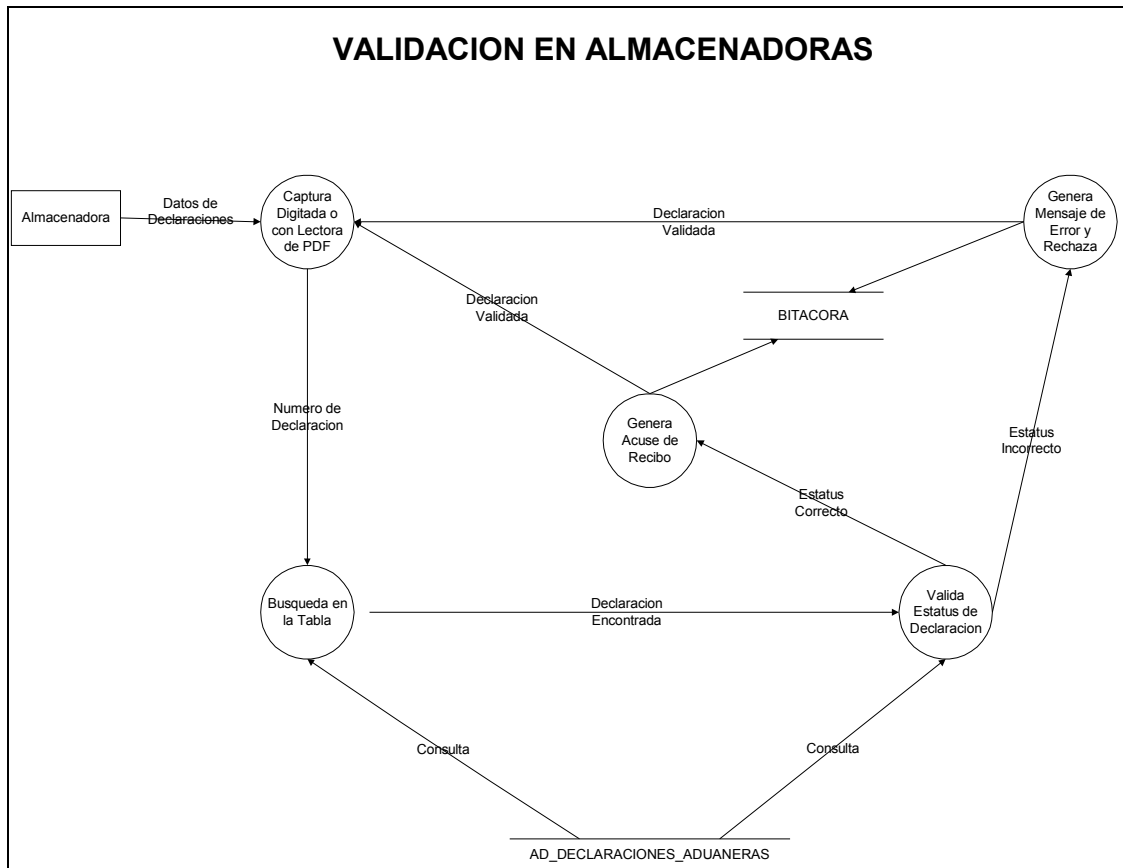 VALIDACION EN ALMACENADORAS
Almacenadora
Datos de
Declaraciones
Captura
Digitada o
con Lectora
de PDF
Declaracion
Validada
Genera
Mensaje de
Error y
Rechaza
Declaracion
Validada
BITACORA
Numero de
Declaracion
Genera
Acuse de
Recibo
Estatus
Incorrecto
Estatus
Correcto
Busqueda en
la Tabla
Declaracion
Encontrada
Valida
Estatus de
Declaracion
Consulta
Consulta
AD_DECLARACIONES_ADUANERAS